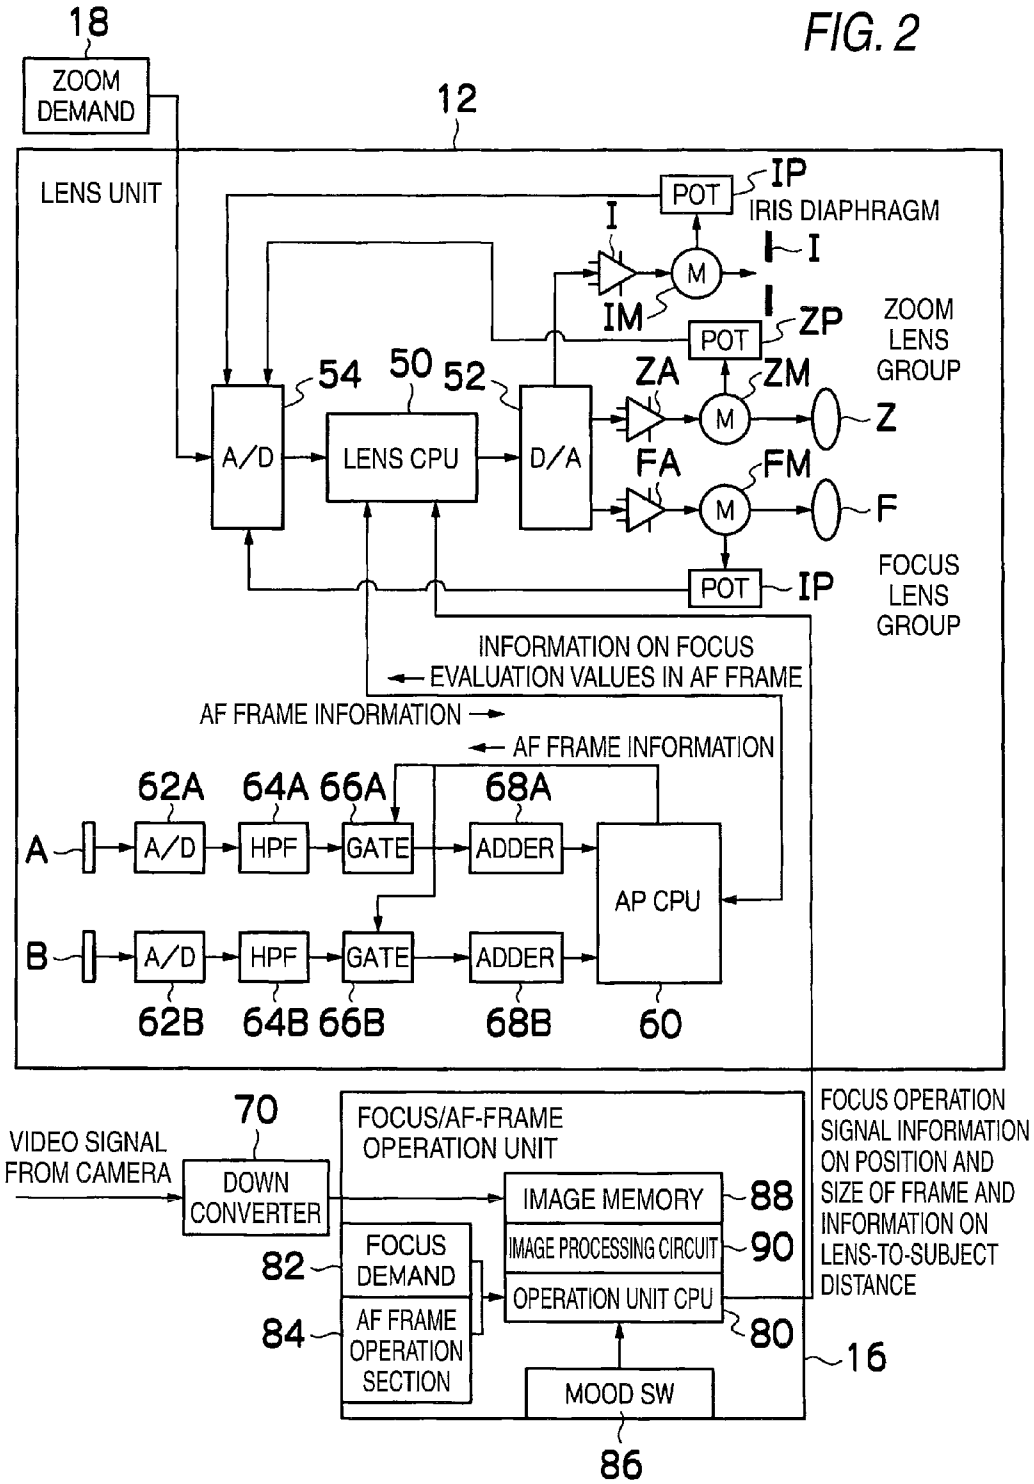 FIG. 2
18
ZOOM
DEMAND
12
LENS UNIT
POT
IP
IRIS DIAPHRAGM
I
I
M
IM
ZP
POT
ZOOM
LENS
GROUP
54
50
52
ZA
ZM
M
Z
A/D
LENS CPU
D/A
FA
FM
M
F
POT
IP
FOCUS
LENS
GROUP
INFORMATION ON FOCUS
EVALUATION VALUES IN AF FRAME
AF FRAME INFORMATION
AF FRAME INFORMATION
62A
64A
66A
68A
A
A/D
HPF
GATE
ADDER
AP CPU
B
A/D
HPF
GATE
ADDER
62B
64B
66B
68B
60
70
VIDEO SIGNAL
FROM CAMERA
DOWN
CONVERTER
FOCUS/AF-FRAME
OPERATION UNIT
IMAGE MEMORY
88
IMAGE PROCESSING CIRCUIT
90
OPERATION UNIT CPU
80
82
FOCUS
DEMAND
84
AF FRAME
OPERATION
SECTION
MOOD SW
86
16
FOCUS OPERATION
SIGNAL INFORMATION
ON POSITION AND
SIZE OF FRAME AND
INFORMATION ON
LENS-TO-SUBJECT
DISTANCE